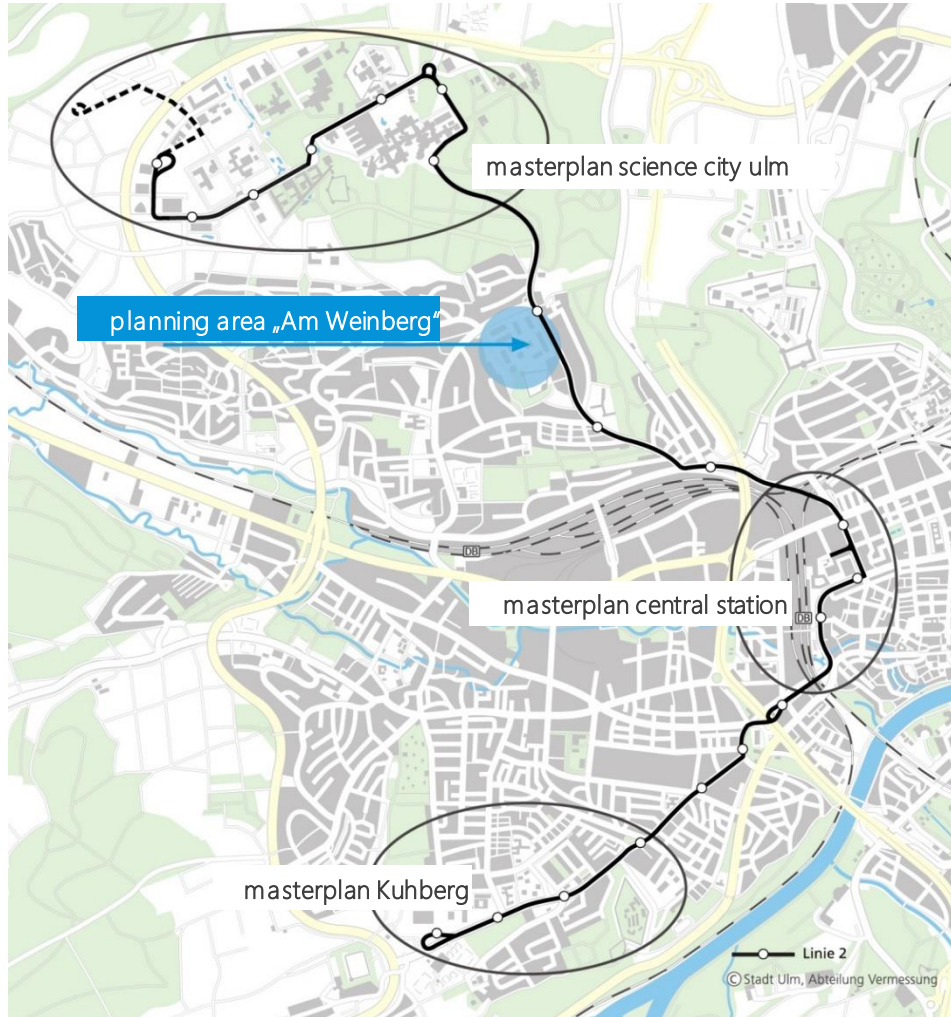 masterplan science city ulm
planning area „Am Weinberg“
DB
masterplan central station
DB
masterplan Kuhberg
Linie 2
© Stadt Ulm, Abteilung Vermessung